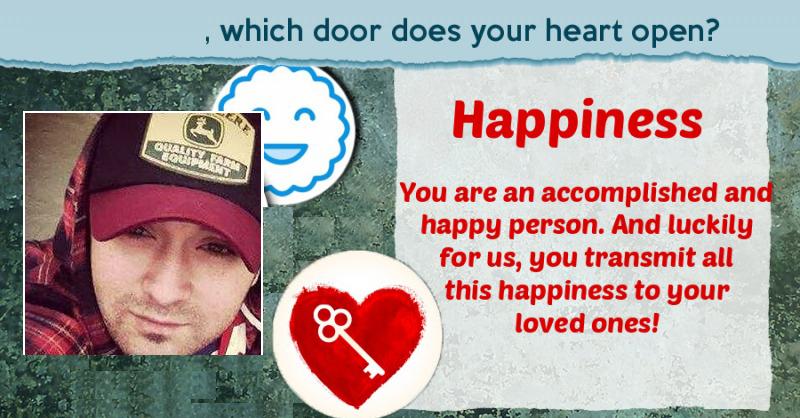 , which door does your heart open?
QUALITY FARM
EQUIPMENT
Happiness
You are an accomplished and
happy person. And luckily
for us, you transmit all
this happiness to your
loved ones!